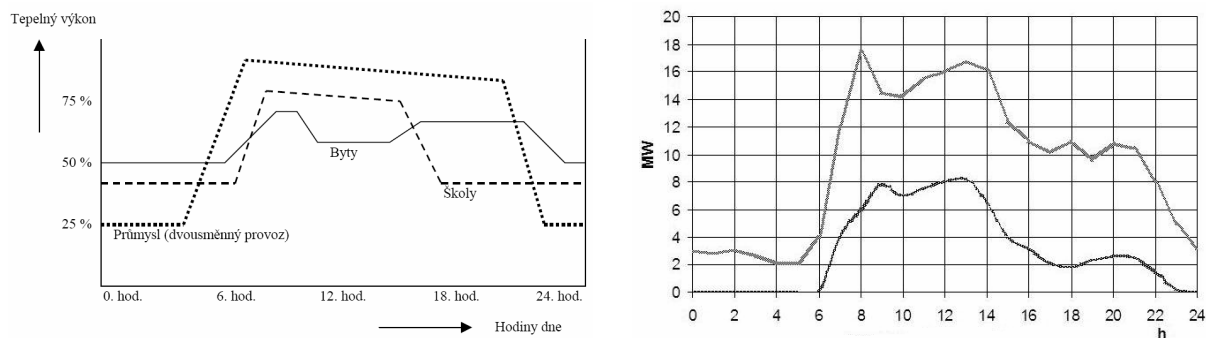 Tepelný výkon
75 %
50 %
25 %
Byty
Školy
Průmysl (dvousměnný provoz)
0. hod. 6. hod. 12. hod. 18. hod. 24. hod.
Hodiny dne
20
18
16
14
12
10
8
6
4
2
0
MW
0 2 4 6 8 10 12 14 16 18 20 22 24
h